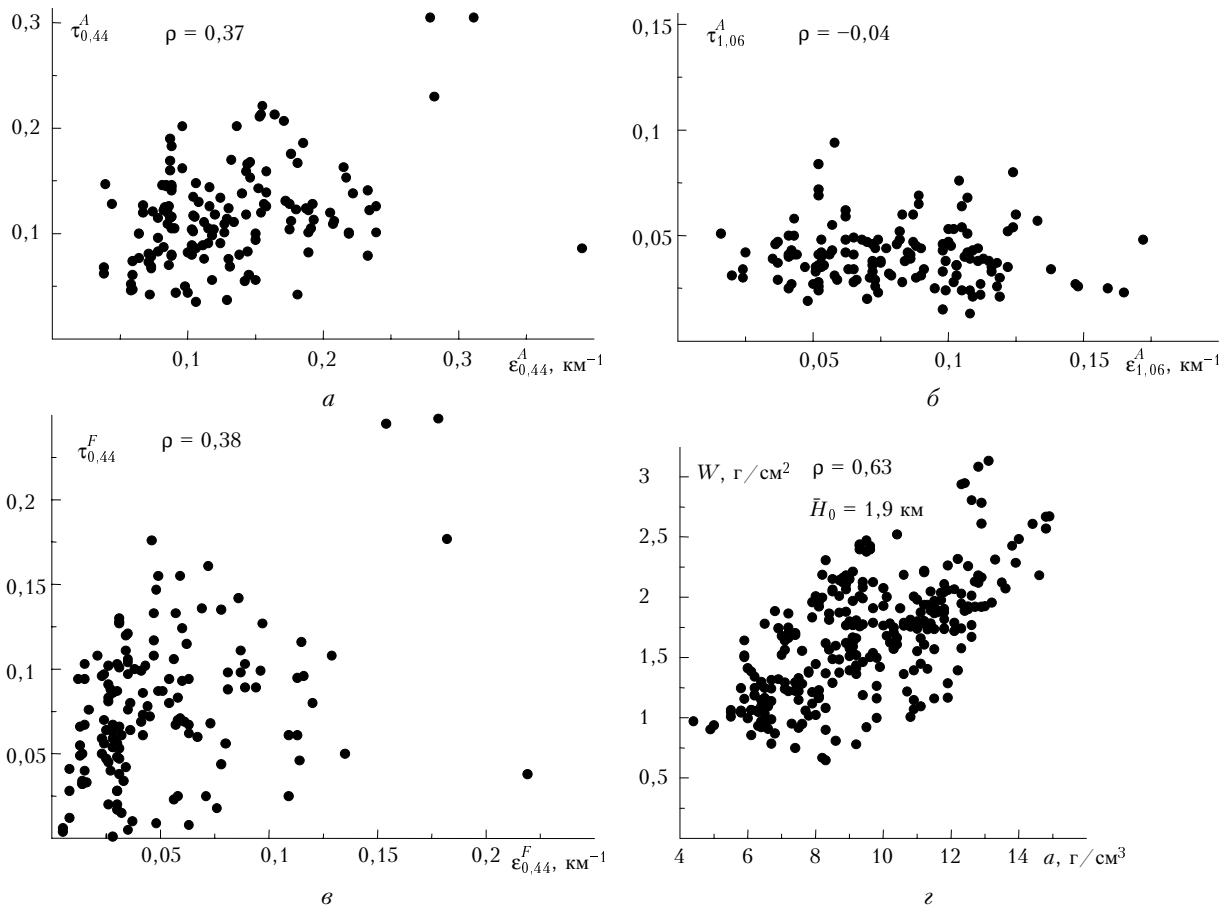 0,3
τ^A_0,44 ρ = 0,37
0,2
0,1
0,1 0,2 0,3 ε^A_0,44, км⁻¹
а
0,15
τ^A_1,06 ρ = −0,04
0,1
0,05
0,05 0,1 0,15 ε^A_1,06, км⁻¹
б
τ^F_0,44 ρ = 0,38
0,2
0,15
0,1
0,05
0,05 0,1 0,15 0,2 ε^F_0,44, км⁻¹
в
3 W, г/см² ρ = 0,63
H̄₀ = 1,9 км
2,5
2
1,5
1
0,5
4 6 8 10 12 14 a, г/см³
г